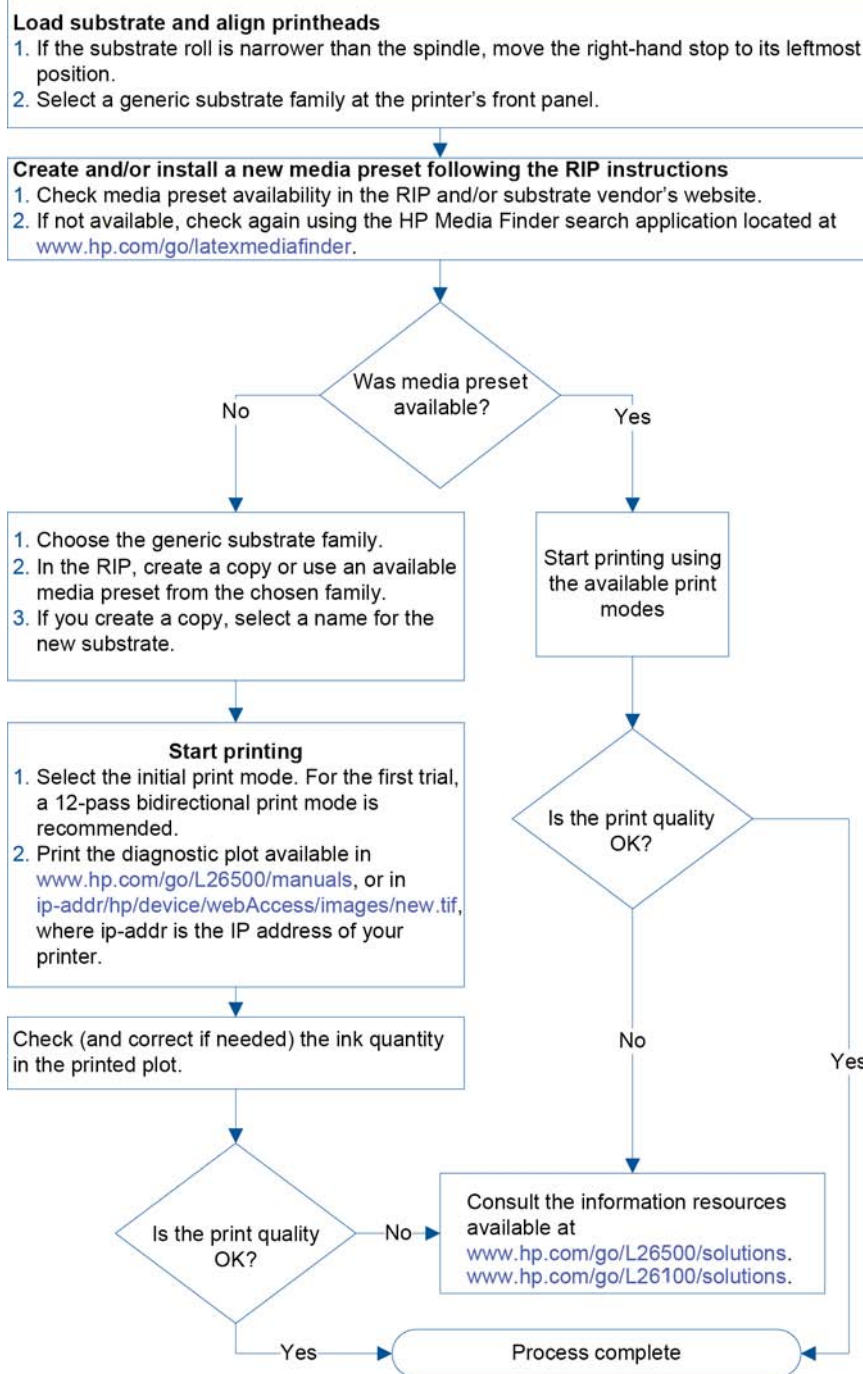 Load substrate and align printheads
1. If the substrate roll is narrower than the spindle, move the right-hand stop to its leftmost
position.
2. Select a generic substrate family at the printer's front panel.
Create and/or install a new media preset following the RIP instructions
1. Check media preset availability in the RIP and/or substrate vendor's website.
2. If not available, check again using the HP Media Finder search application located at
www.hp.com/go/latexmediafinder.
Was media preset
available?
No
Yes
1. Choose the generic substrate family.
2. In the RIP, create a copy or use an available
media preset from the chosen family.
3. If you create a copy, select a name for the
new substrate.
Start printing using
the available print
modes
Start printing
1. Select the initial print mode. For the first trial,
a 12-pass bidirectional print mode is
recommended.
2. Print the diagnostic plot available in
www.hp.com/go/L26500/manuals, or in
ip-addr/hp/device/webAccess/images/new.tif,
where ip-addr is the IP address of your
printer.
Is the print quality
OK?
Check (and correct if needed) the ink quantity
in the printed plot.
No
Yes
Is the print quality
OK?
No
Consult the information resources
available at
www.hp.com/go/L26500/solutions.
www.hp.com/go/L26100/solutions.
Yes
Process complete